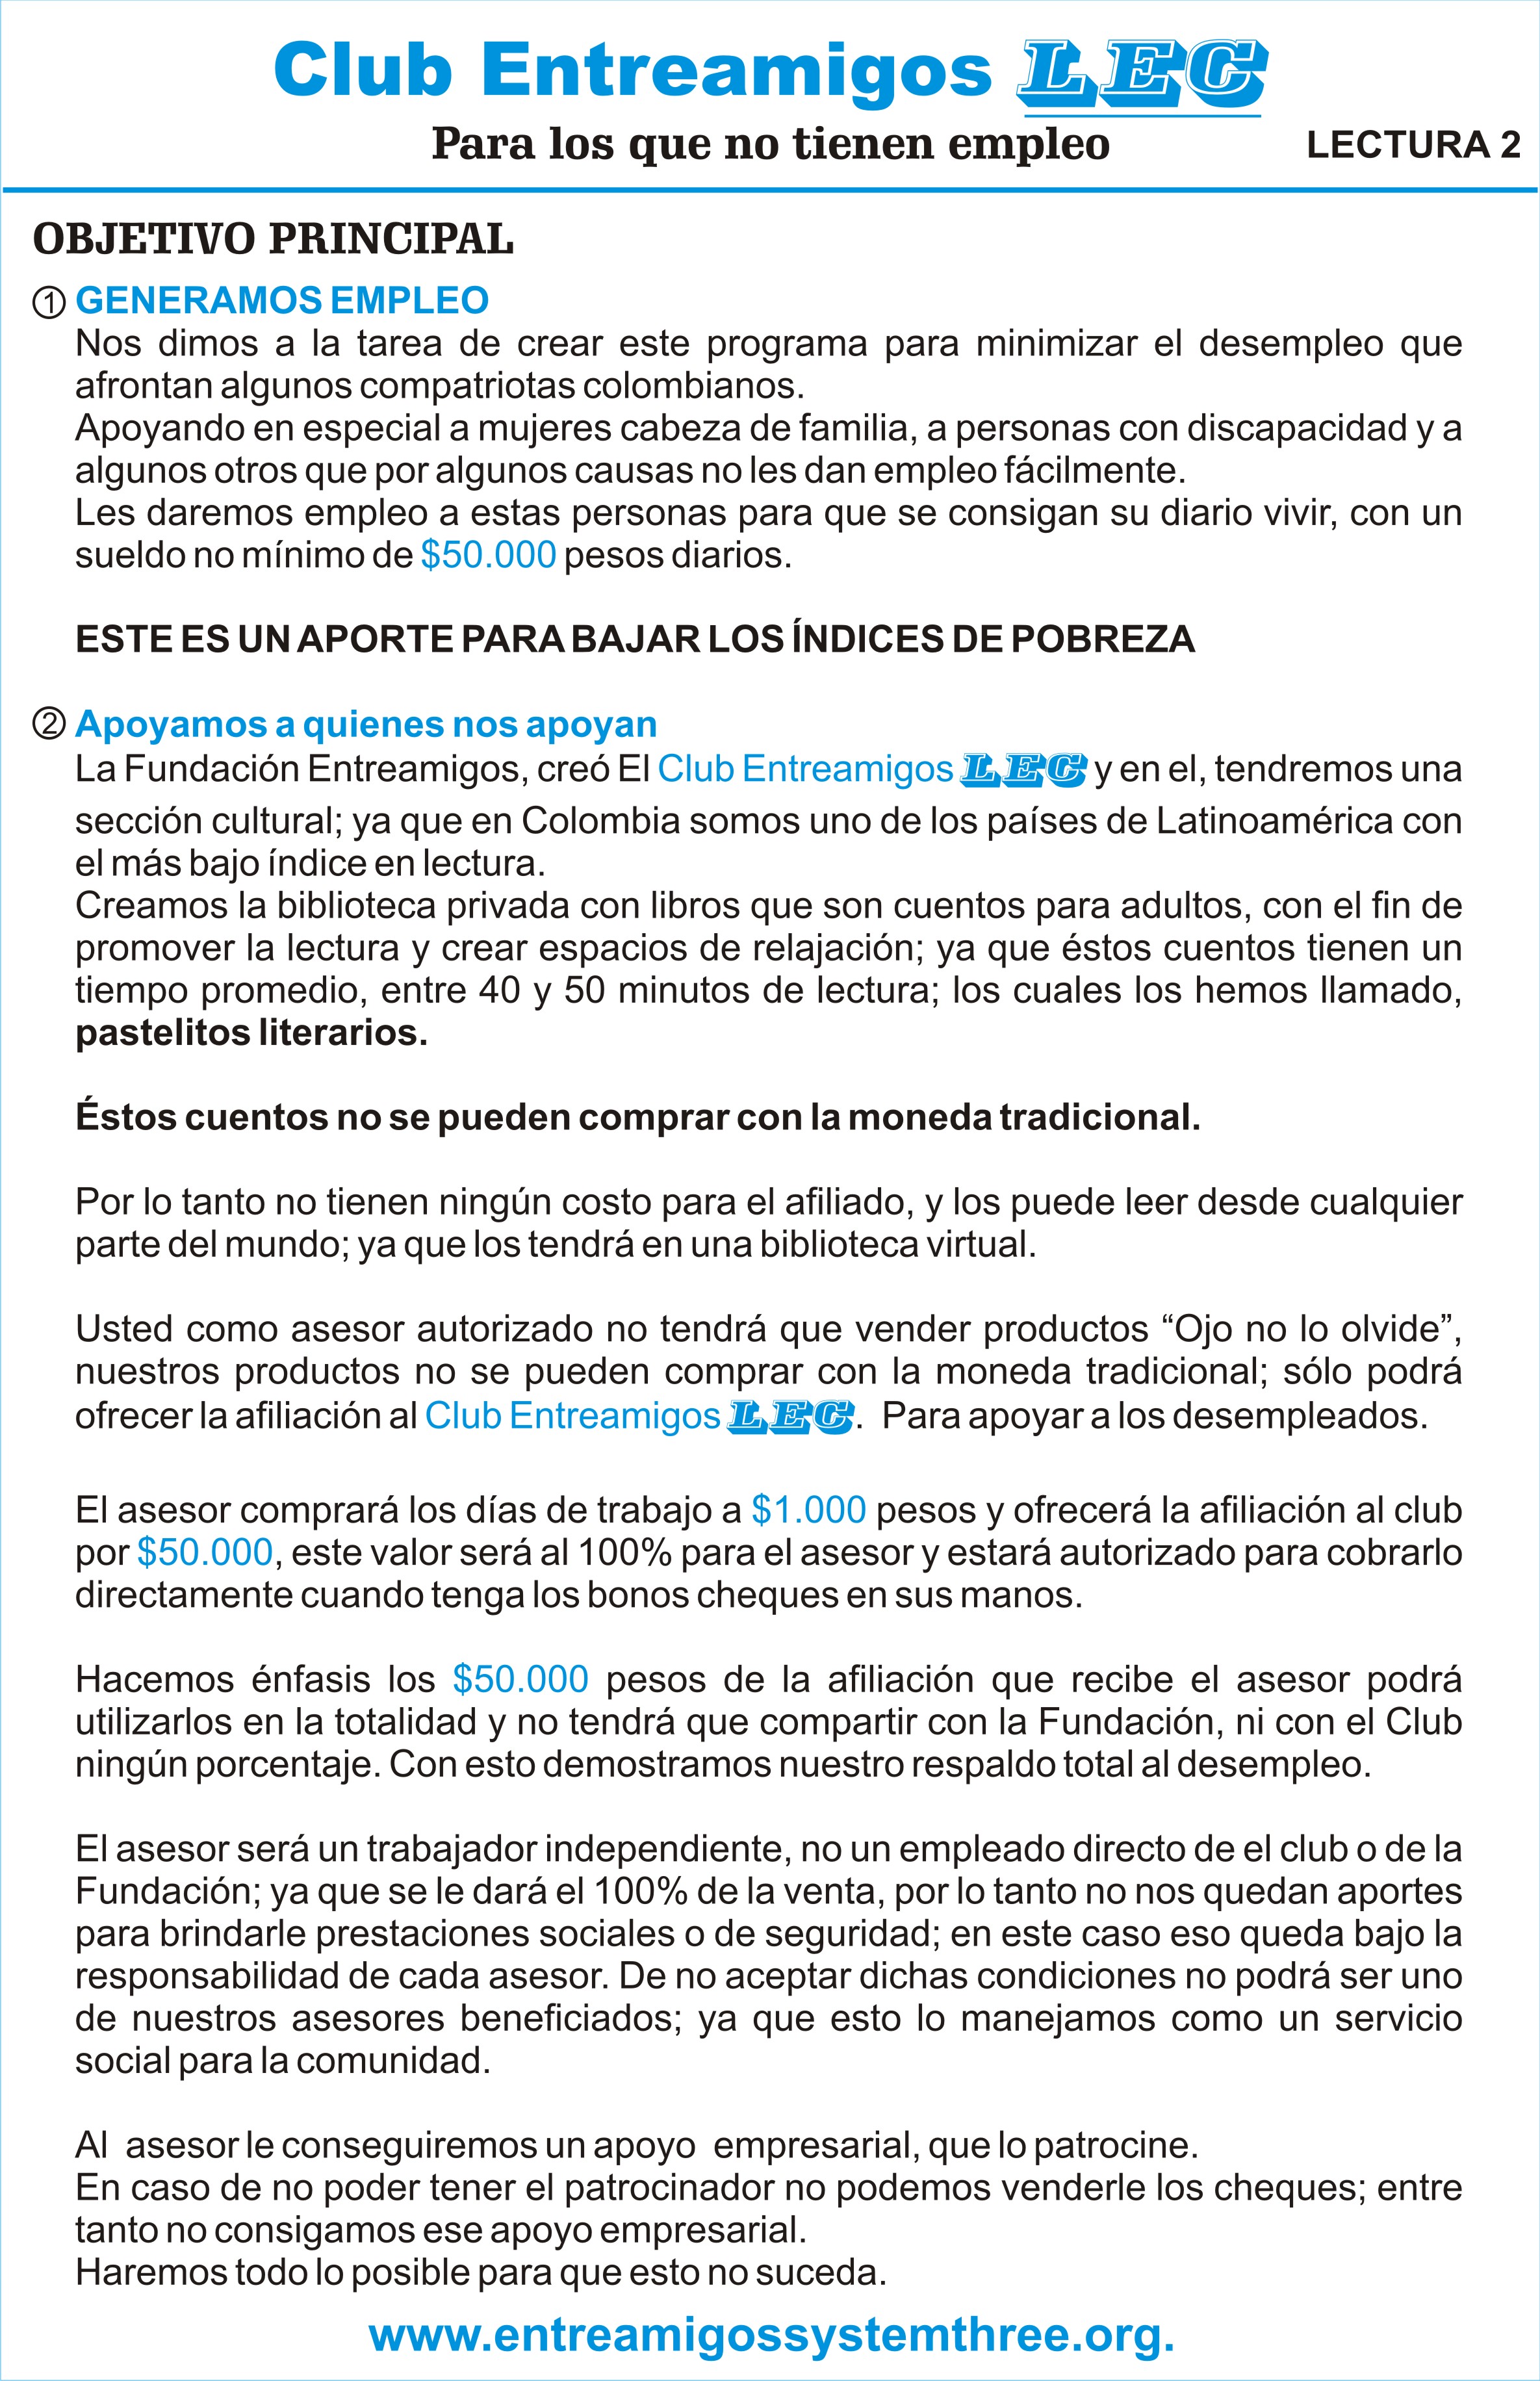 Club Entreamigos LEC
Para los que no tienen empleo
LECTURA 2
OBJETIVO PRINCIPAL
1 GENERAMOS EMPLEO
Nos dimos a la tarea de crear este programa para minimizar el desempleo que
afrontan algunos compatriotas colombianos.
Apoyando en especial a mujeres cabeza de familia, a personas con discapacidad y a
algunos otros que por algunos causas no les dan empleo fácilmente.
Les daremos empleo a estas personas para que se consigan su diario vivir, con un
sueldo no mínimo de $50.000 pesos diarios.
ESTE ES UN APORTE PARA BAJAR LOS ÍNDICES DE POBREZA
2 Apoyamos a quienes nos apoyan
La Fundación Entreamigos, creó El Club Entreamigos LEC y en el, tendremos una
sección cultural; ya que en Colombia somos uno de los países de Latinoamérica con
el más bajo índice en lectura.
Creamos la biblioteca privada con libros que son cuentos para adultos, con el fin de
promover la lectura y crear espacios de relajación; ya que éstos cuentos tienen un
tiempo promedio, entre 40 y 50 minutos de lectura; los cuales los hemos llamado,
pastelitos literarios.
Éstos cuentos no se pueden comprar con la moneda tradicional.
Por lo tanto no tienen ningún costo para el afiliado, y los puede leer desde cualquier
parte del mundo; ya que los tendrá en una biblioteca virtual.
Usted como asesor autorizado no tendrá que vender productos “Ojo no lo olvide”,
nuestros productos no se pueden comprar con la moneda tradicional; sólo podrá
ofrecer la afiliación al Club Entreamigos LEC. Para apoyar a los desempleados.
El asesor comprará los días de trabajo a $1.000 pesos y ofrecerá la afiliación al club
por $50.000, este valor será al 100% para el asesor y estará autorizado para cobrarlo
directamente cuando tenga los bonos cheques en sus manos.
Hacemos énfasis los $50.000 pesos de la afiliación que recibe el asesor podrá
utilizarlos en la totalidad y no tendrá que compartir con la Fundación, ni con el Club
ningún porcentaje. Con esto demostramos nuestro respaldo total al desempleo.
El asesor será un trabajador independiente, no un empleado directo de el club o de la
Fundación; ya que se le dará el 100% de la venta, por lo tanto no nos quedan aportes
para brindarle prestaciones sociales o de seguridad; en este caso eso queda bajo la
responsabilidad de cada asesor. De no aceptar dichas condiciones no podrá ser uno
de nuestros asesores beneficiados; ya que esto lo manejamos como un servicio
social para la comunidad.
Al asesor le conseguiremos un apoyo empresarial, que lo patrocine.
En caso de no poder tener el patrocinador no podemos venderle los cheques; entre
tanto no consigamos ese apoyo empresarial.
Haremos todo lo posible para que esto no suceda.
www.entreamigossystemthree.org.